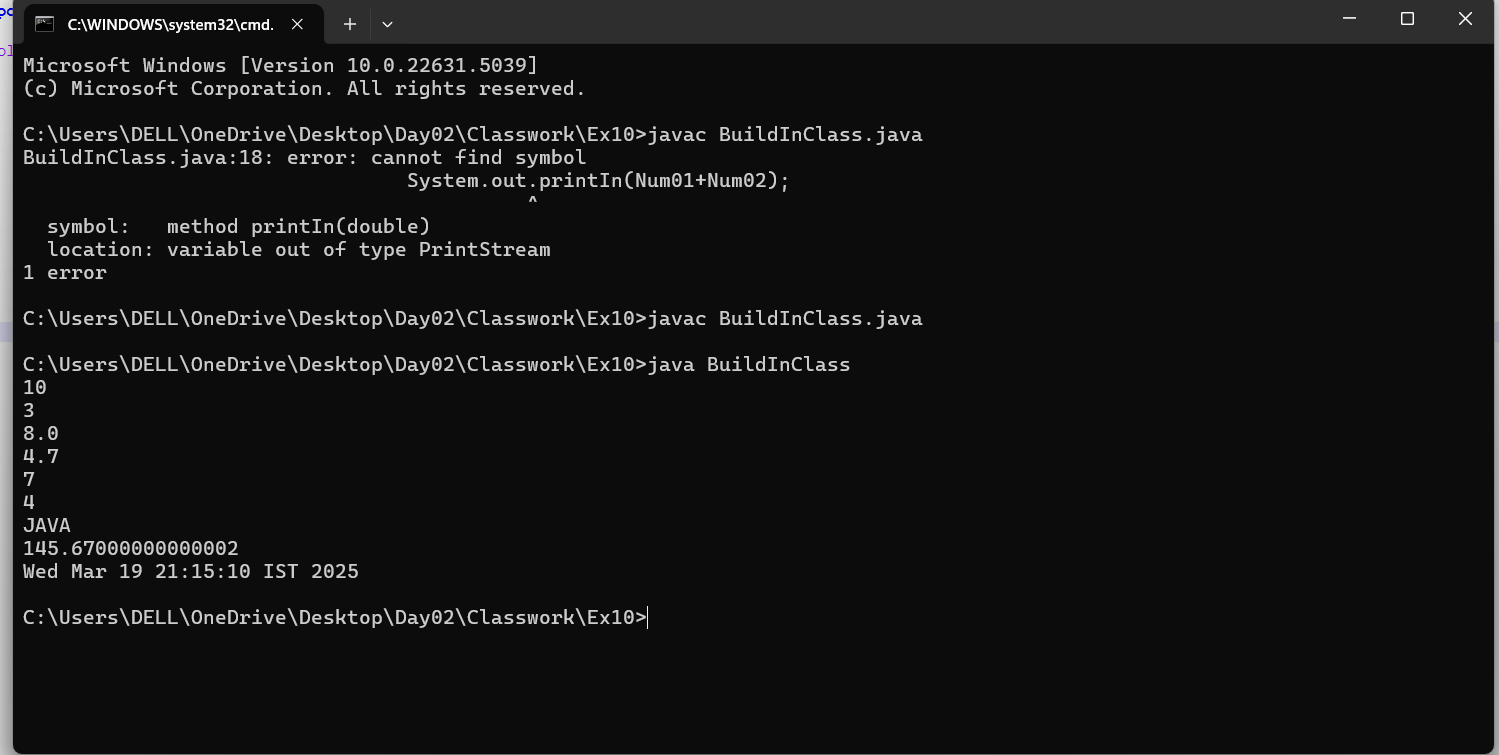 C:\WINDOWS\system32\cmd.
Microsoft Windows [Version 10.0.22631.5039]
(c) Microsoft Corporation. All rights reserved.
C:\Users\DELL\OneDrive\Desktop\Day02\Classwork\Ex10>javac BuildInClass.java
BuildInClass.java:18: error: cannot find symbol
System.out.printIn(Num01+Num02);
^
symbol:   method printIn(double)
location: variable out of type PrintStream
1 error
C:\Users\DELL\OneDrive\Desktop\Day02\Classwork\Ex10>javac BuildInClass.java
C:\Users\DELL\OneDrive\Desktop\Day02\Classwork\Ex10>java BuildInClass
10
3
8.0
4.7
7
4
JAVA
145.67000000000002
Wed Mar 19 21:15:10 IST 2025
C:\Users\DELL\OneDrive\Desktop\Day02\Classwork\Ex10>